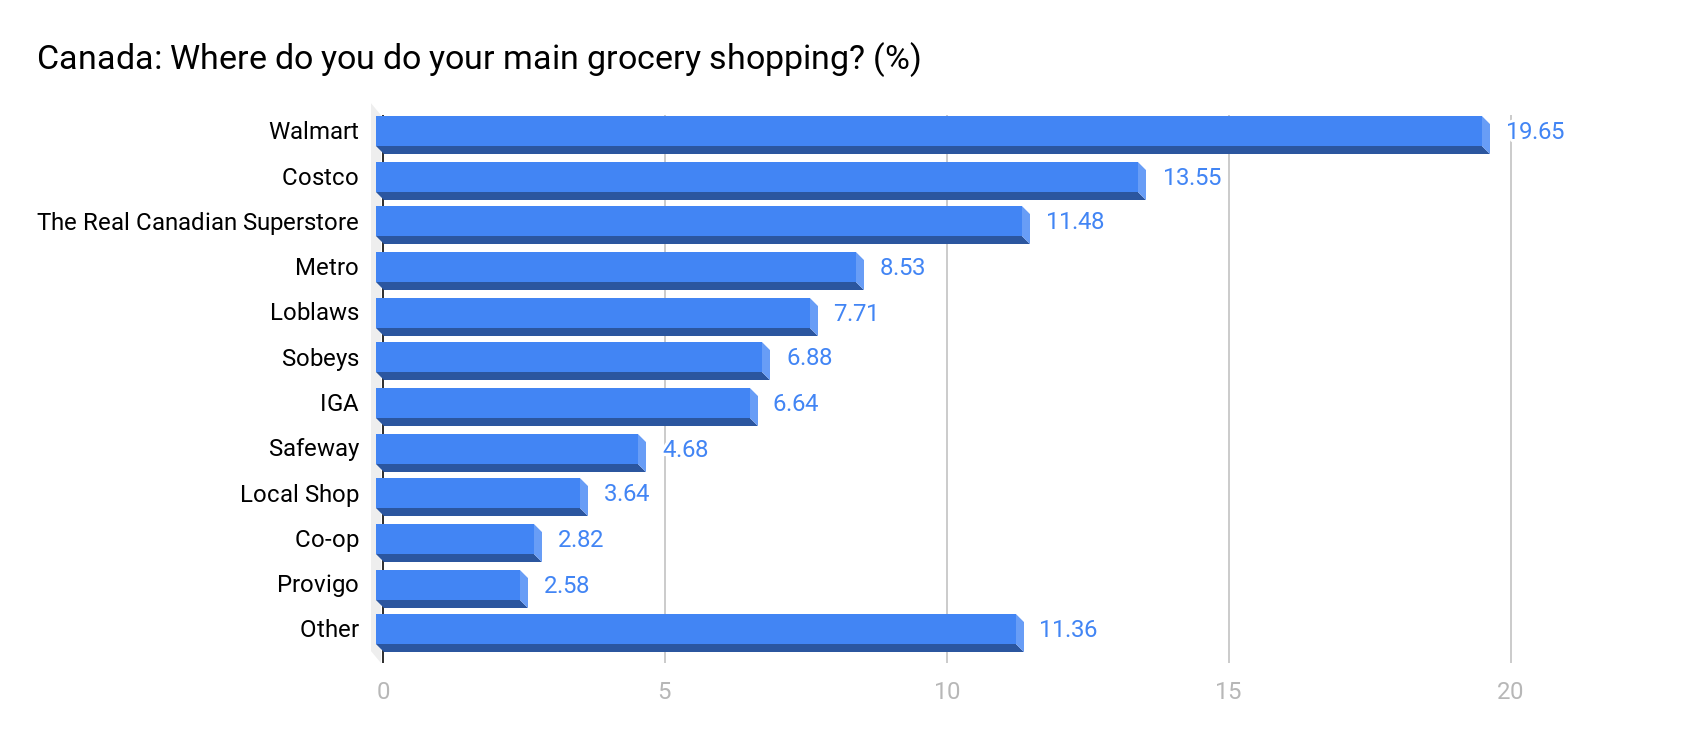 Canada: Where do you do your main grocery shopping? (%)
Walmart 19.65
Costco 13.55
The Real Canadian Superstore 11.48
Metro 8.53
Loblaws 7.71
Sobeys 6.88
IGA 6.64
Safeway 4.68
Local Shop 3.64
Co-op 2.82
Provigo 2.58
Other 11.36
0 5 10 15 20